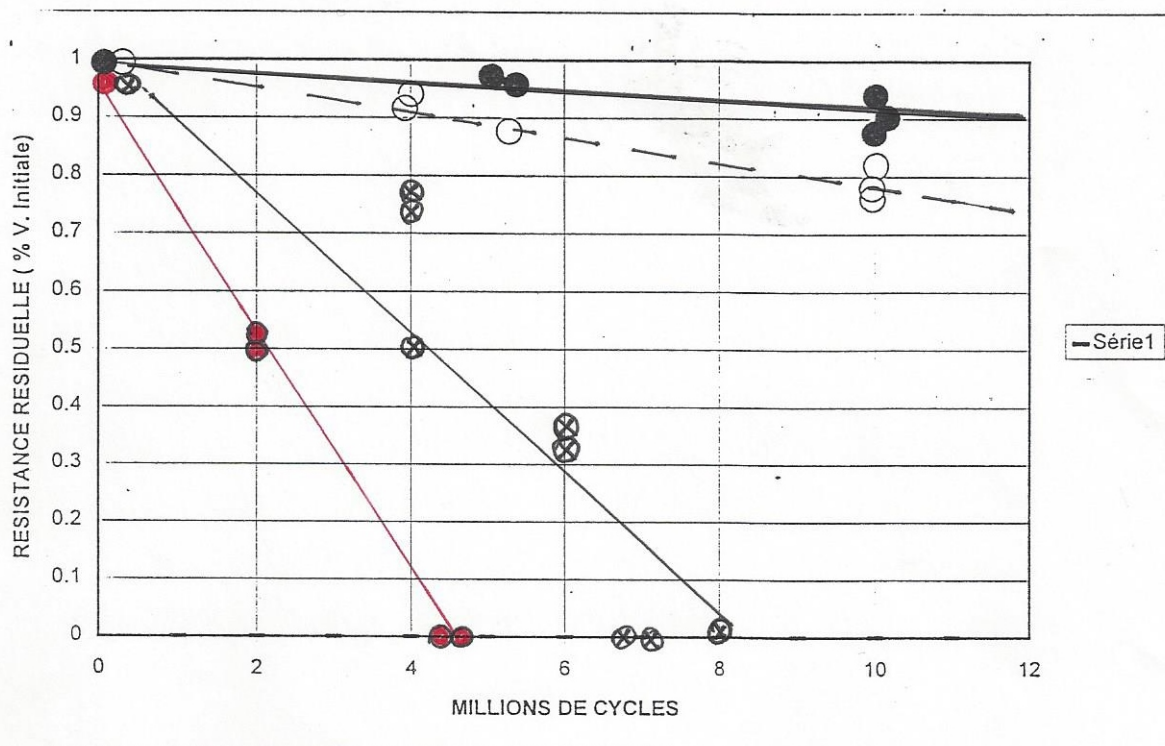 RESISTANCE RESIDUELLE ( % V. Initiale)
1
0.9
0.8
0.7
0.6
0.5
0.4
0.3
0.2
0.1
0
0 2 4 6 8 10 12
MILLIONS DE CYCLES
Série1